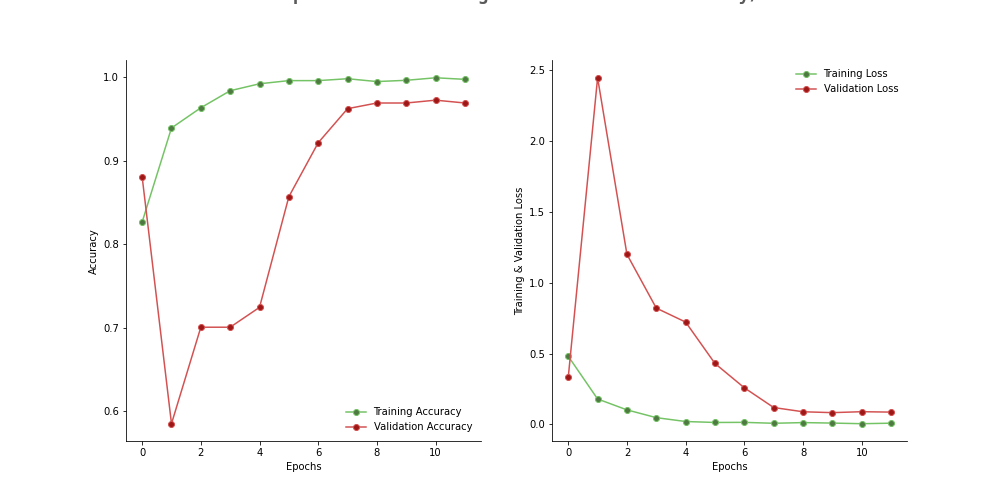 1.0
0.9
0.8
0.7
0.6
Accuracy
0 2 4 6 8 10
Epochs
Training Accuracy
Validation Accuracy
2.5
2.0
1.5
1.0
0.5
0.0
Training & Validation Loss
0 2 4 6 8 10
Epochs
Training Loss
Validation Loss